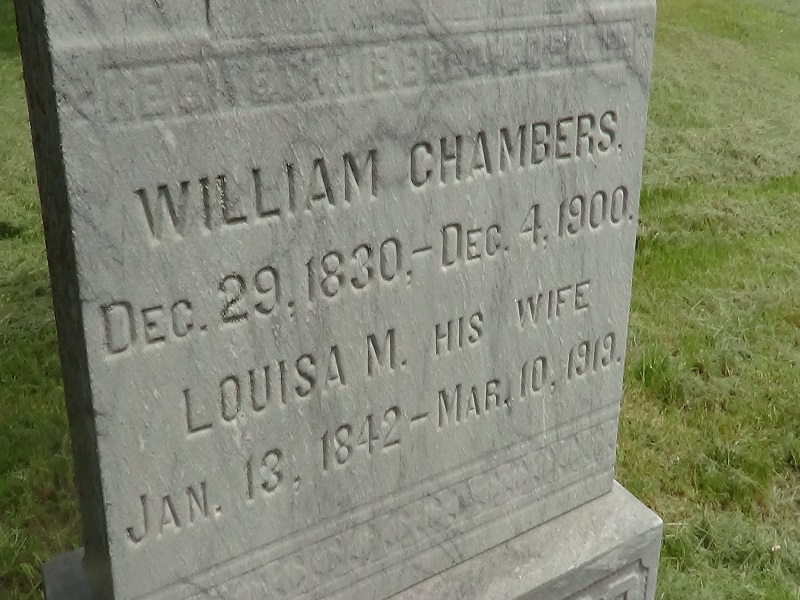 WILLIAM CHAMBERS.
DEC. 29, 1830,-DEC. 4, 1900.
LOUISA M. HIS WIFE
JAN. 13, 1842-MAR. 10, 1919.